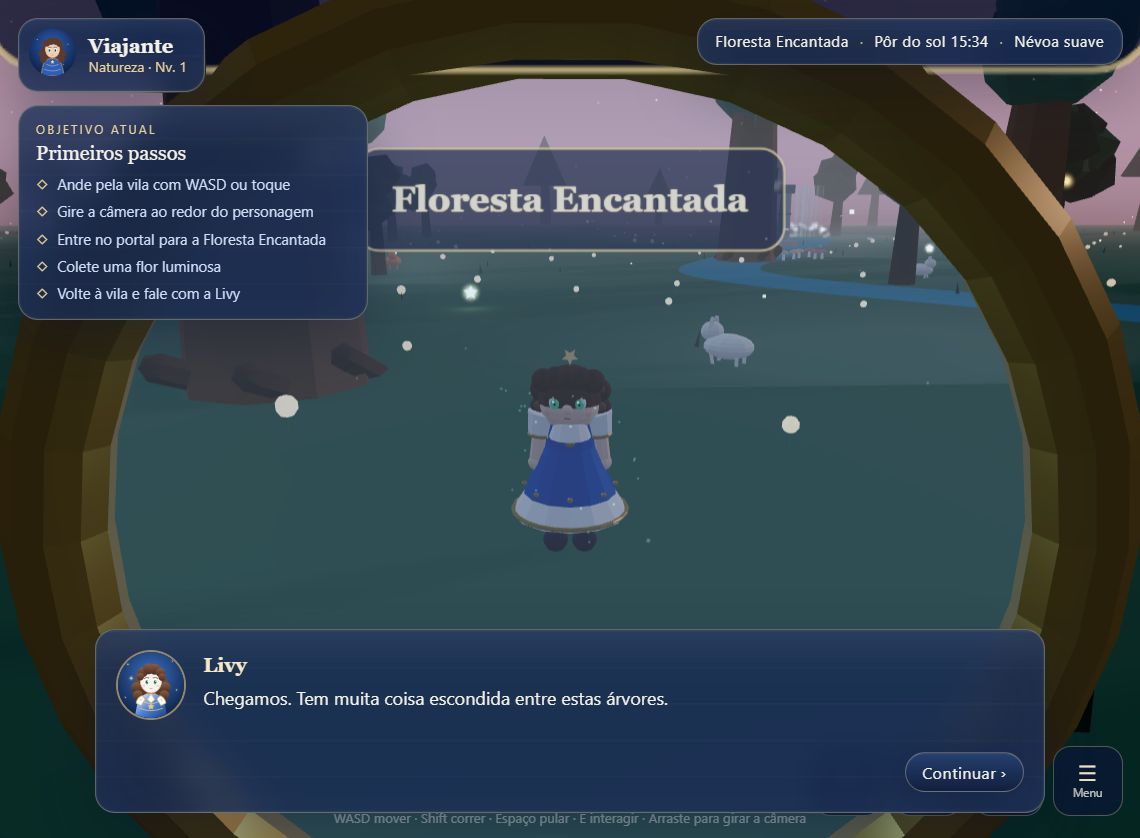 Viajante
Natureza · Nv. 1
Floresta Encantada · Pôr do sol 15:34 · Névoa suave
OBJETIVO ATUAL
Primeiros passos
Ande pela vila com WASD ou toque
Gire a câmera ao redor do personagem
Entre no portal para a Floresta Encantada
Colete uma flor luminosa
Volte à vila e fale com a Livy
Floresta Encantada
Livy
Chegamos. Tem muita coisa escondida entre estas árvores.
Continuar ›
Menu
WASD mover · Shift correr · Espaço pular · E interagir · Arraste para girar a câmera